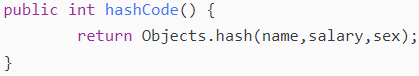 public int hashCode() {
        return Objects.hash(name,salary,sex);
}